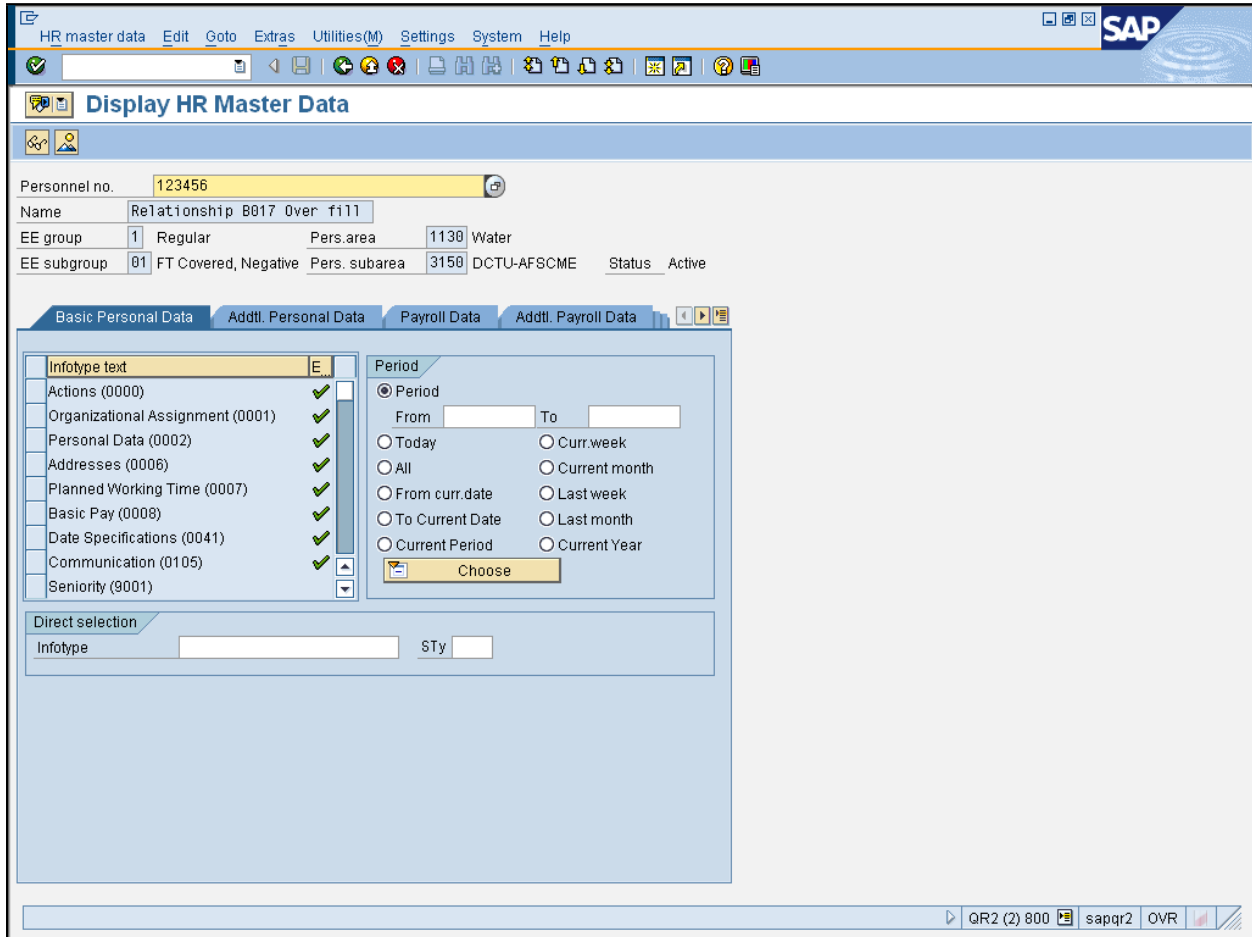 SAP
HR master data Edit Goto Extras Utilities(M) Settings System Help
Display HR Master Data
Personnel no. 123456
Name Relationship B017 Over fill
EE group 1 Regular Pers.area 1130 Water
EE subgroup 01 FT Covered, Negative Pers. subarea 3150 DCTU-AFSCME Status Active
Basic Personal Data Addtl. Personal Data Payroll Data Addtl. Payroll Data
Infotype text E...
Actions (0000)
Organizational Assignment (0001)
Personal Data (0002)
Addresses (0006)
Planned Working Time (0007)
Basic Pay (0008)
Date Specifications (0041)
Communication (0105)
Seniority (9001)
Period
Period
From To
Today Curr.week
All Current month
From curr.date Last week
To Current Date Last month
Current Period Current Year
Choose
Direct selection
Infotype STy
QR2 (2) 800 sapqr2 OVR